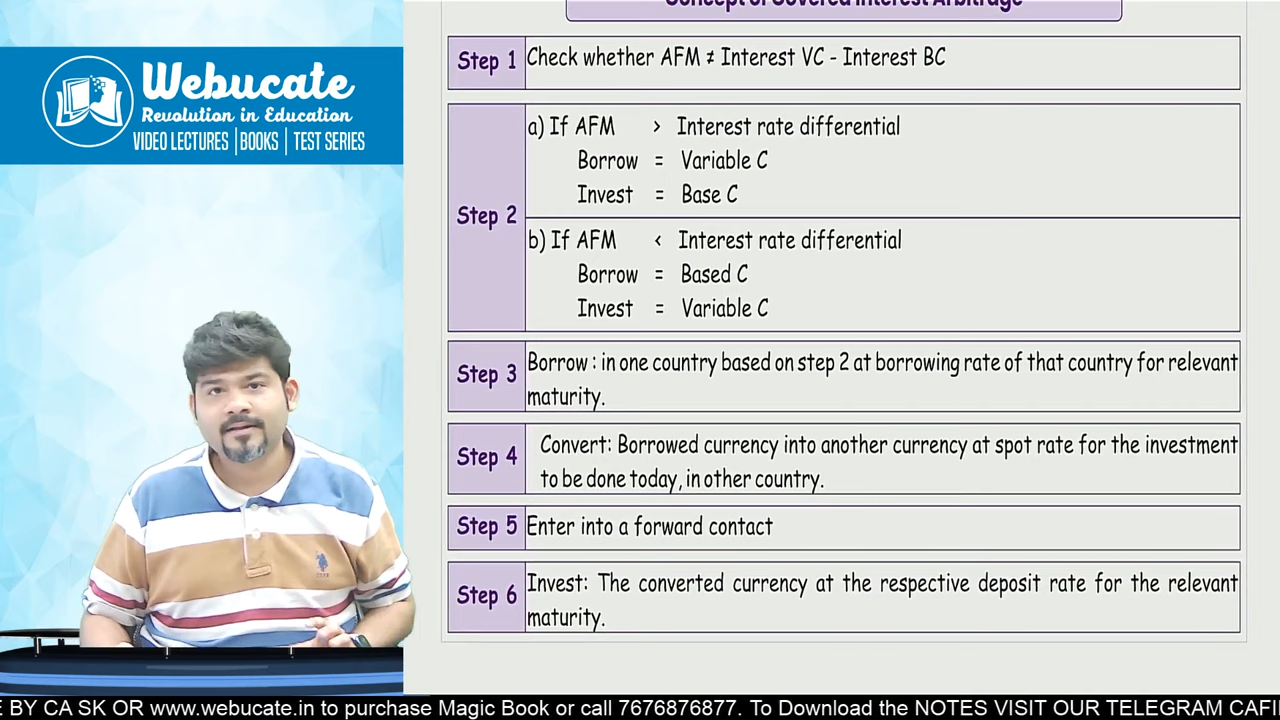 Concept of Covered Interest Arbitrage
Webucate
Revolution in Education
VIDEO LECTURES | BOOKS | TEST SERIES
Step 1
Check whether AFM ≠ Interest VC - Interest BC
Step 2
a) If AFM > Interest rate differential
Borrow = Variable C
Invest = Base C
b) If AFM < Interest rate differential
Borrow = Based C
Invest = Variable C
Step 3
Borrow : in one country based on step 2 at borrowing rate of that country for relevant
maturity.
Step 4
Convert: Borrowed currency into another currency at spot rate for the investment
to be done today, in other country.
Step 5
Enter into a forward contact
Step 6
Invest: The converted currency at the respective deposit rate for the relevant
maturity.
E BY CA SK OR www.webucate.in to purchase Magic Book or call 7676876877. To Download the NOTES VISIT OUR TELEGRAM CAFI